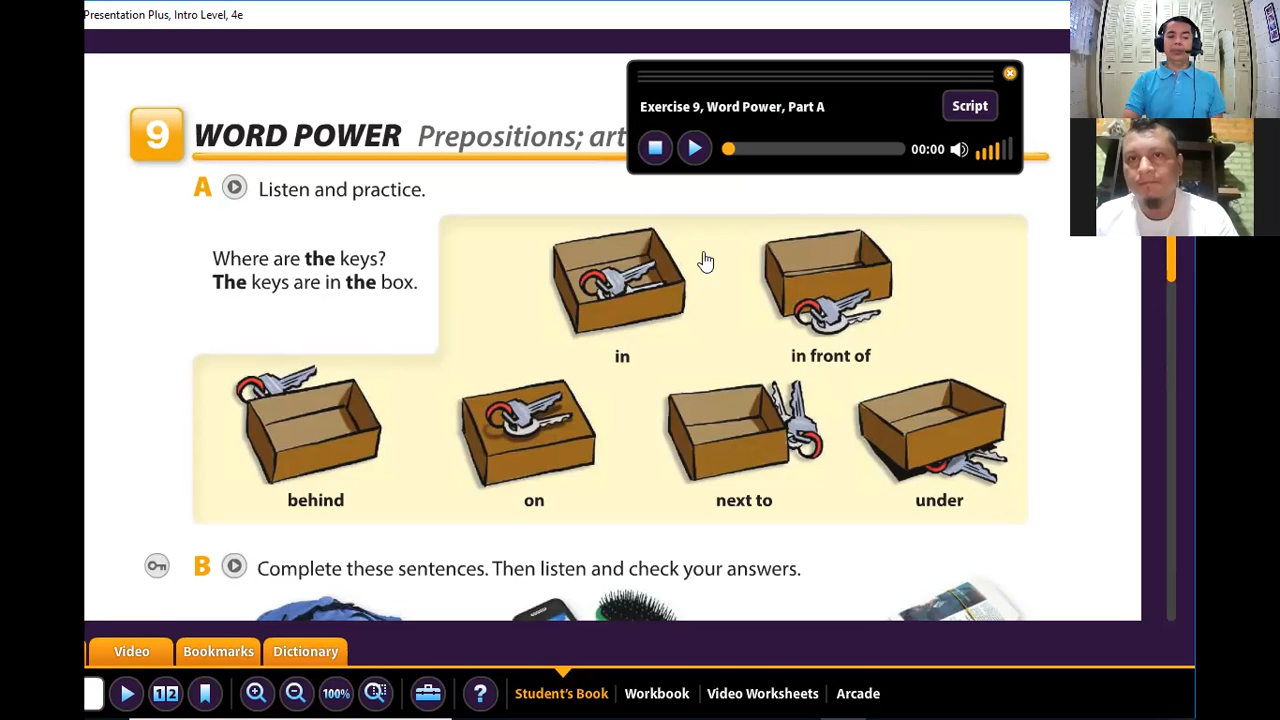 Presentation Plus, Intro Level, 4e
Exercise 9, Word Power, Part A
Script
00:00
9 WORD POWER Prepositions; art
A Listen and practice.
Where are the keys?
The keys are in the box.
in
in front of
behind
on
next to
under
B Complete these sentences. Then listen and check your answers.
Video
Bookmarks
Dictionary
12
100%
?
Student's Book
Workbook
Video Worksheets
Arcade